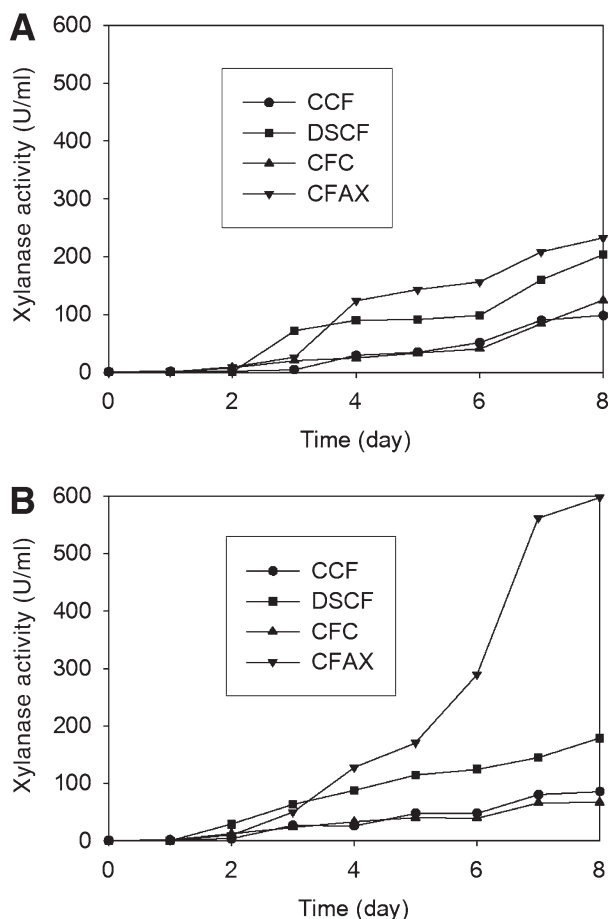 A
Xylanase activity (U/ml)
600
500
400
300
200
100
0
CCF
DSCF
CFC
CFAX
0 2 4 6 8
Time (day)
B
Xylanase activity (U/ml)
600
500
400
300
200
100
0
CCF
DSCF
CFC
CFAX
0 2 4 6 8
Time (day)